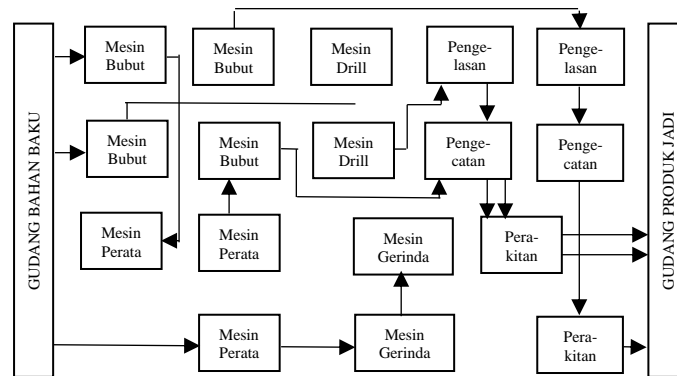 GUDANG BAHAN BAKU
Mesin
Bubut
Mesin
Bubut
Mesin
Drill
Penge-
lasan
Penge-
lasan
Mesin
Bubut
Mesin
Bubut
Mesin
Drill
Penge-
catan
Penge-
catan
Mesin
Perata
Mesin
Perata
Mesin
Gerinda
Pera-
kitan
Mesin
Perata
Mesin
Gerinda
Pera-
kitan
GUDANG PRODUK JADI